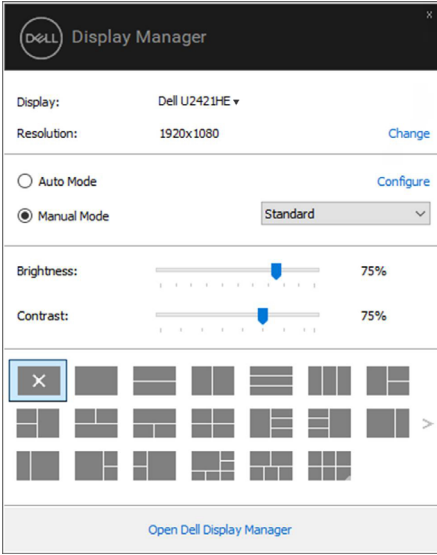 x
DELL Display Manager
Display: Dell U2421HE
Resolution: 1920x1080 Change
Auto Mode Configure
Manual Mode Standard
Brightness: 75%
Contrast: 75%
Open Dell Display Manager